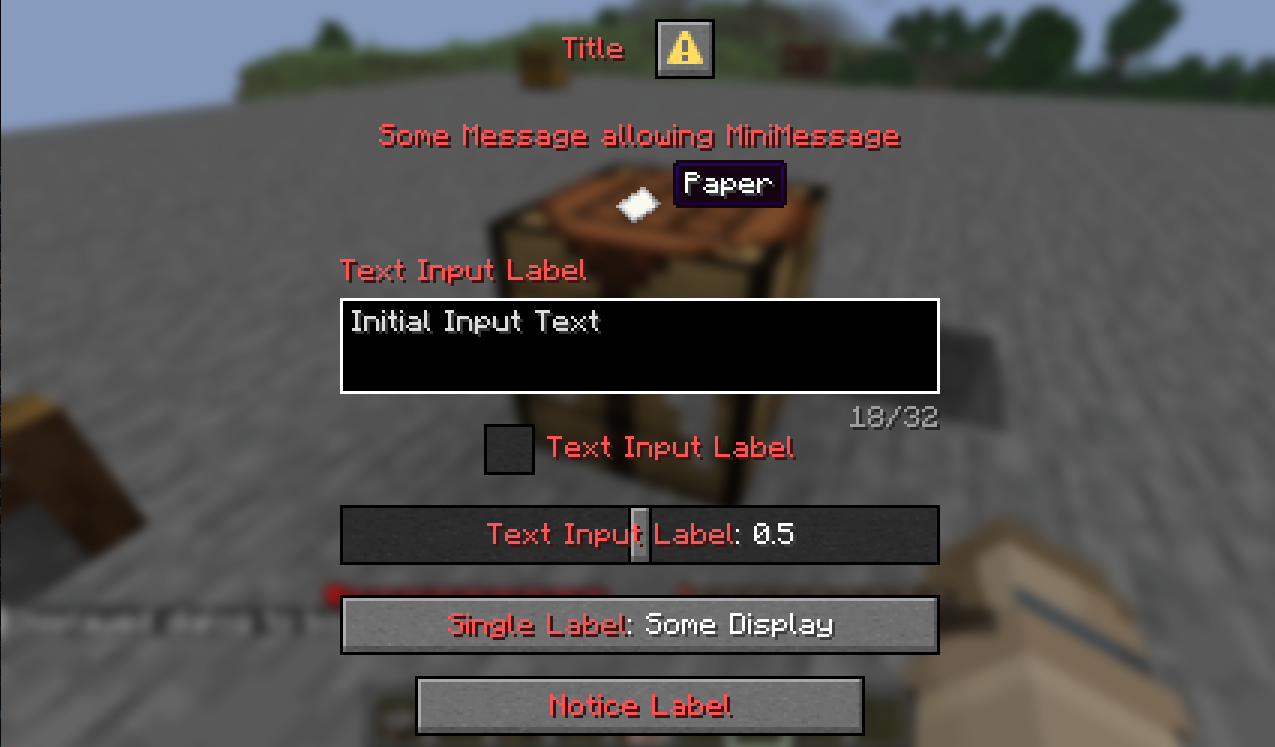 Title
Some Message allowing MiniMessage
Paper
Text Input Label
Initial Input Text
18/32
Text Input Label
Text Input Label: 0.5
Single Label: Some Display
Notice Label